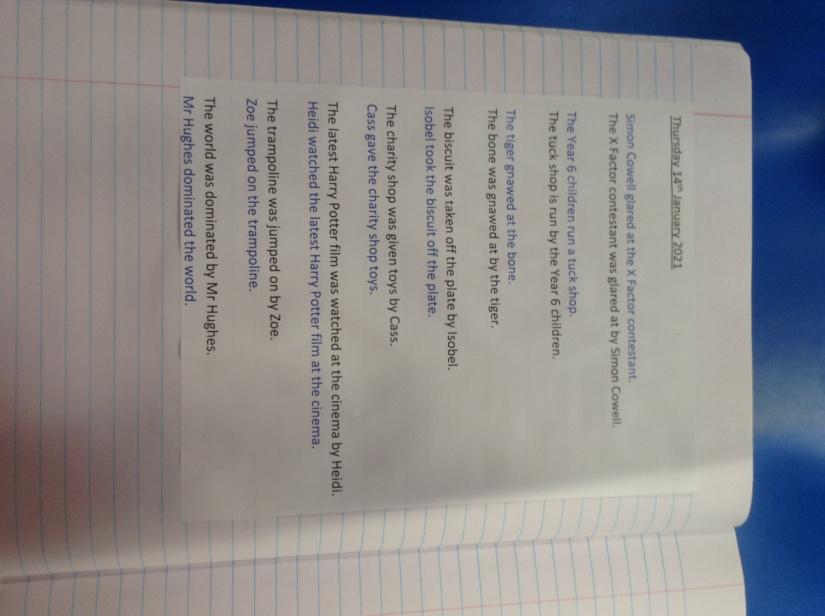 Thursday 14th January 2021
Simon Cowell glared at the X Factor contestant.
The X Factor contestant was glared at by Simon Cowell.
The Year 6 children run a tuck shop.
The tuck shop is run by the Year 6 children.
The tiger gnawed at the bone.
The bone was gnawed at by the tiger.
The biscuit was taken off the plate by Isobel.
Isobel took the biscuit off the plate.
The charity shop was given toys by Cass.
Cass gave the charity shop toys.
The latest Harry Potter film was watched at the cinema by Heidi.
Heidi watched the latest Harry Potter film at the cinema.
The trampoline was jumped on by Zoe.
Zoe jumped on the trampoline.
The world was dominated by Mr Hughes.
Mr Hughes dominated the world.